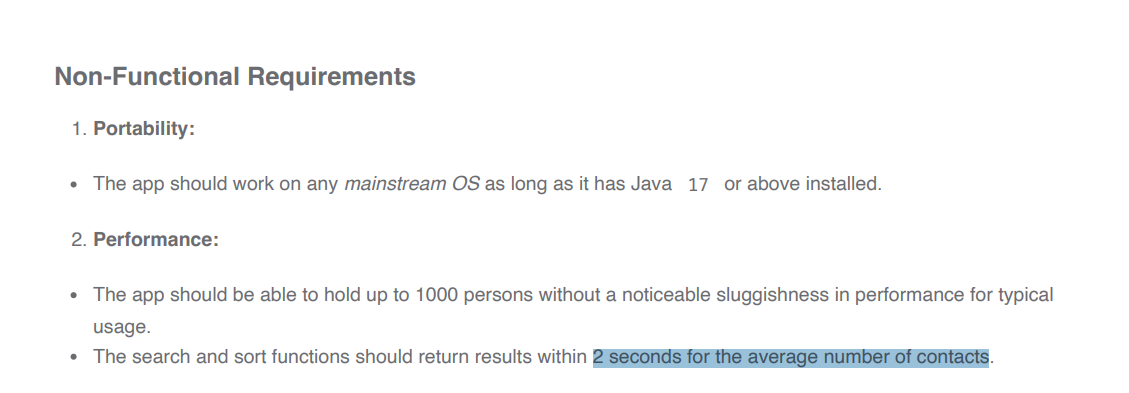 Non-Functional Requirements
1. Portability:
• The app should work on any mainstream OS as long as it has Java 17 or above installed.
2. Performance:
• The app should be able to hold up to 1000 persons without a noticeable sluggishness in performance for typical
usage.
• The search and sort functions should return results within 2 seconds for the average number of contacts.